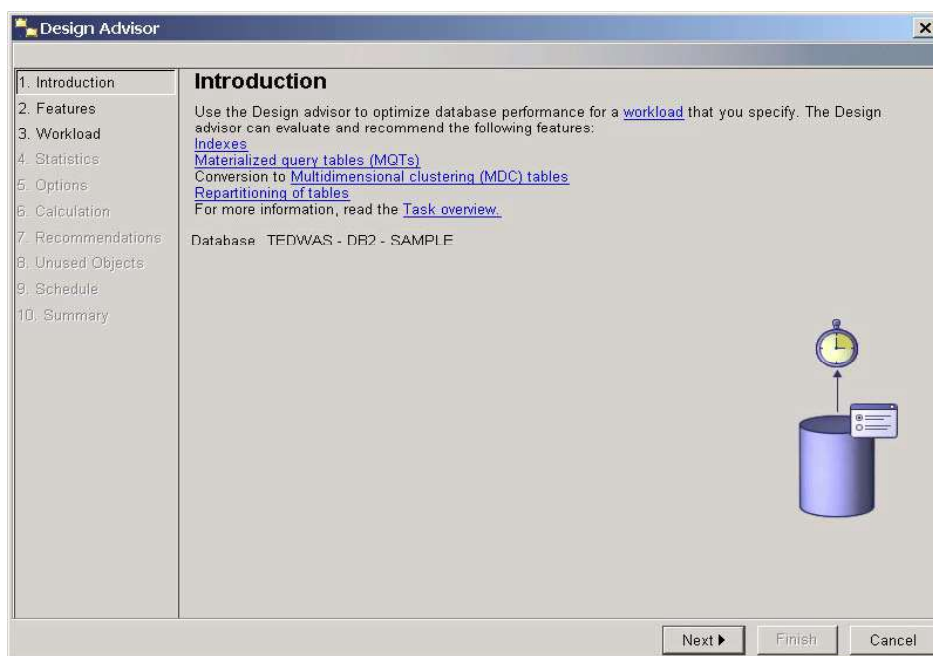 Design Advisor
1. Introduction
2. Features
3. Workload
4. Statistics
5. Options
6. Calculation
7. Recommendations
8. Unused Objects
9. Schedule
10. Summary
Introduction
Use the Design advisor to optimize database performance for a workload that you specify. The Design
advisor can evaluate and recommend the following features:
Indexes
Materialized query tables (MQTs)
Conversion to Multidimensional clustering (MDC) tables
Repartitioning of tables
For more information, read the Task overview.
Database TEDWAS - DB2 - SAMPLE
Next
Finish
Cancel